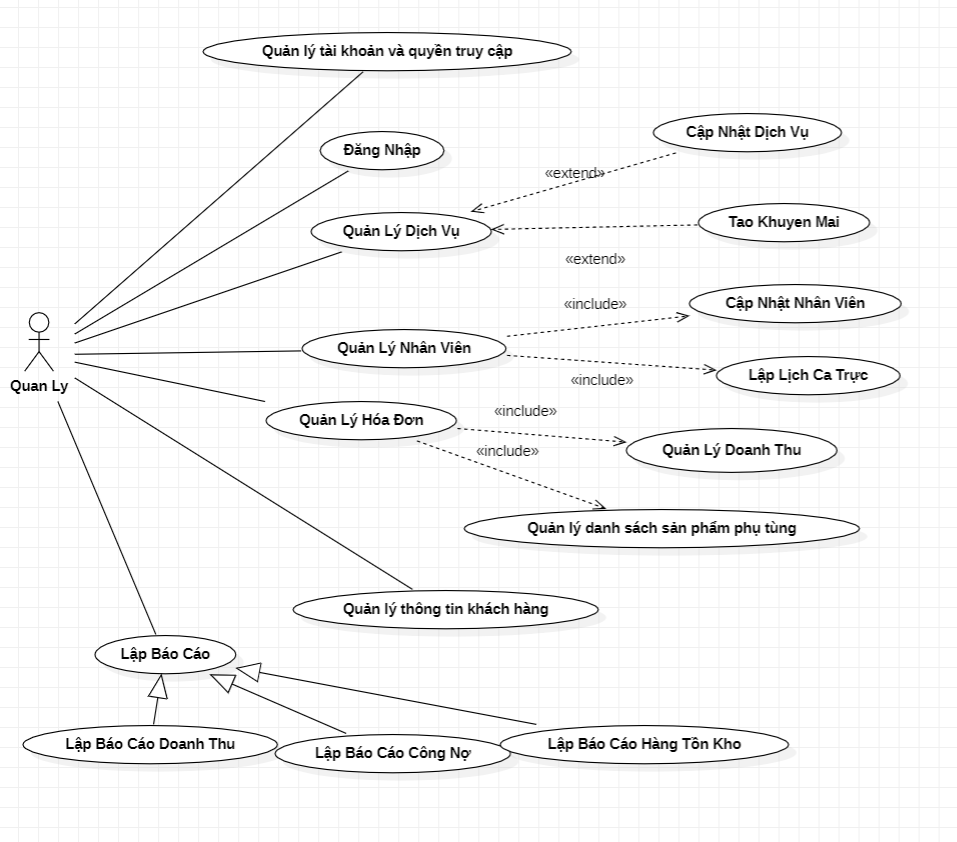 Quản lý tài khoản và quyền truy cập
Cập Nhật Dịch Vụ
Đăng Nhập
«extend»
Tao Khuyen Mai
Quản Lý Dịch Vụ
«extend»
«include»
Cập Nhật Nhân Viên
Quản Lý Nhân Viên
Lập Lịch Ca Trực
«include»
Quan Ly
«include»
Quản Lý Hóa Đơn
«include»
Quản Lý Doanh Thu
Quản lý danh sách sản phẩm phụ tùng
Quản lý thông tin khách hàng
Lập Báo Cáo
Lập Báo Cáo Doanh Thu
Lập Báo Cáo Công Nợ
Lập Báo Cáo Hàng Tồn Kho